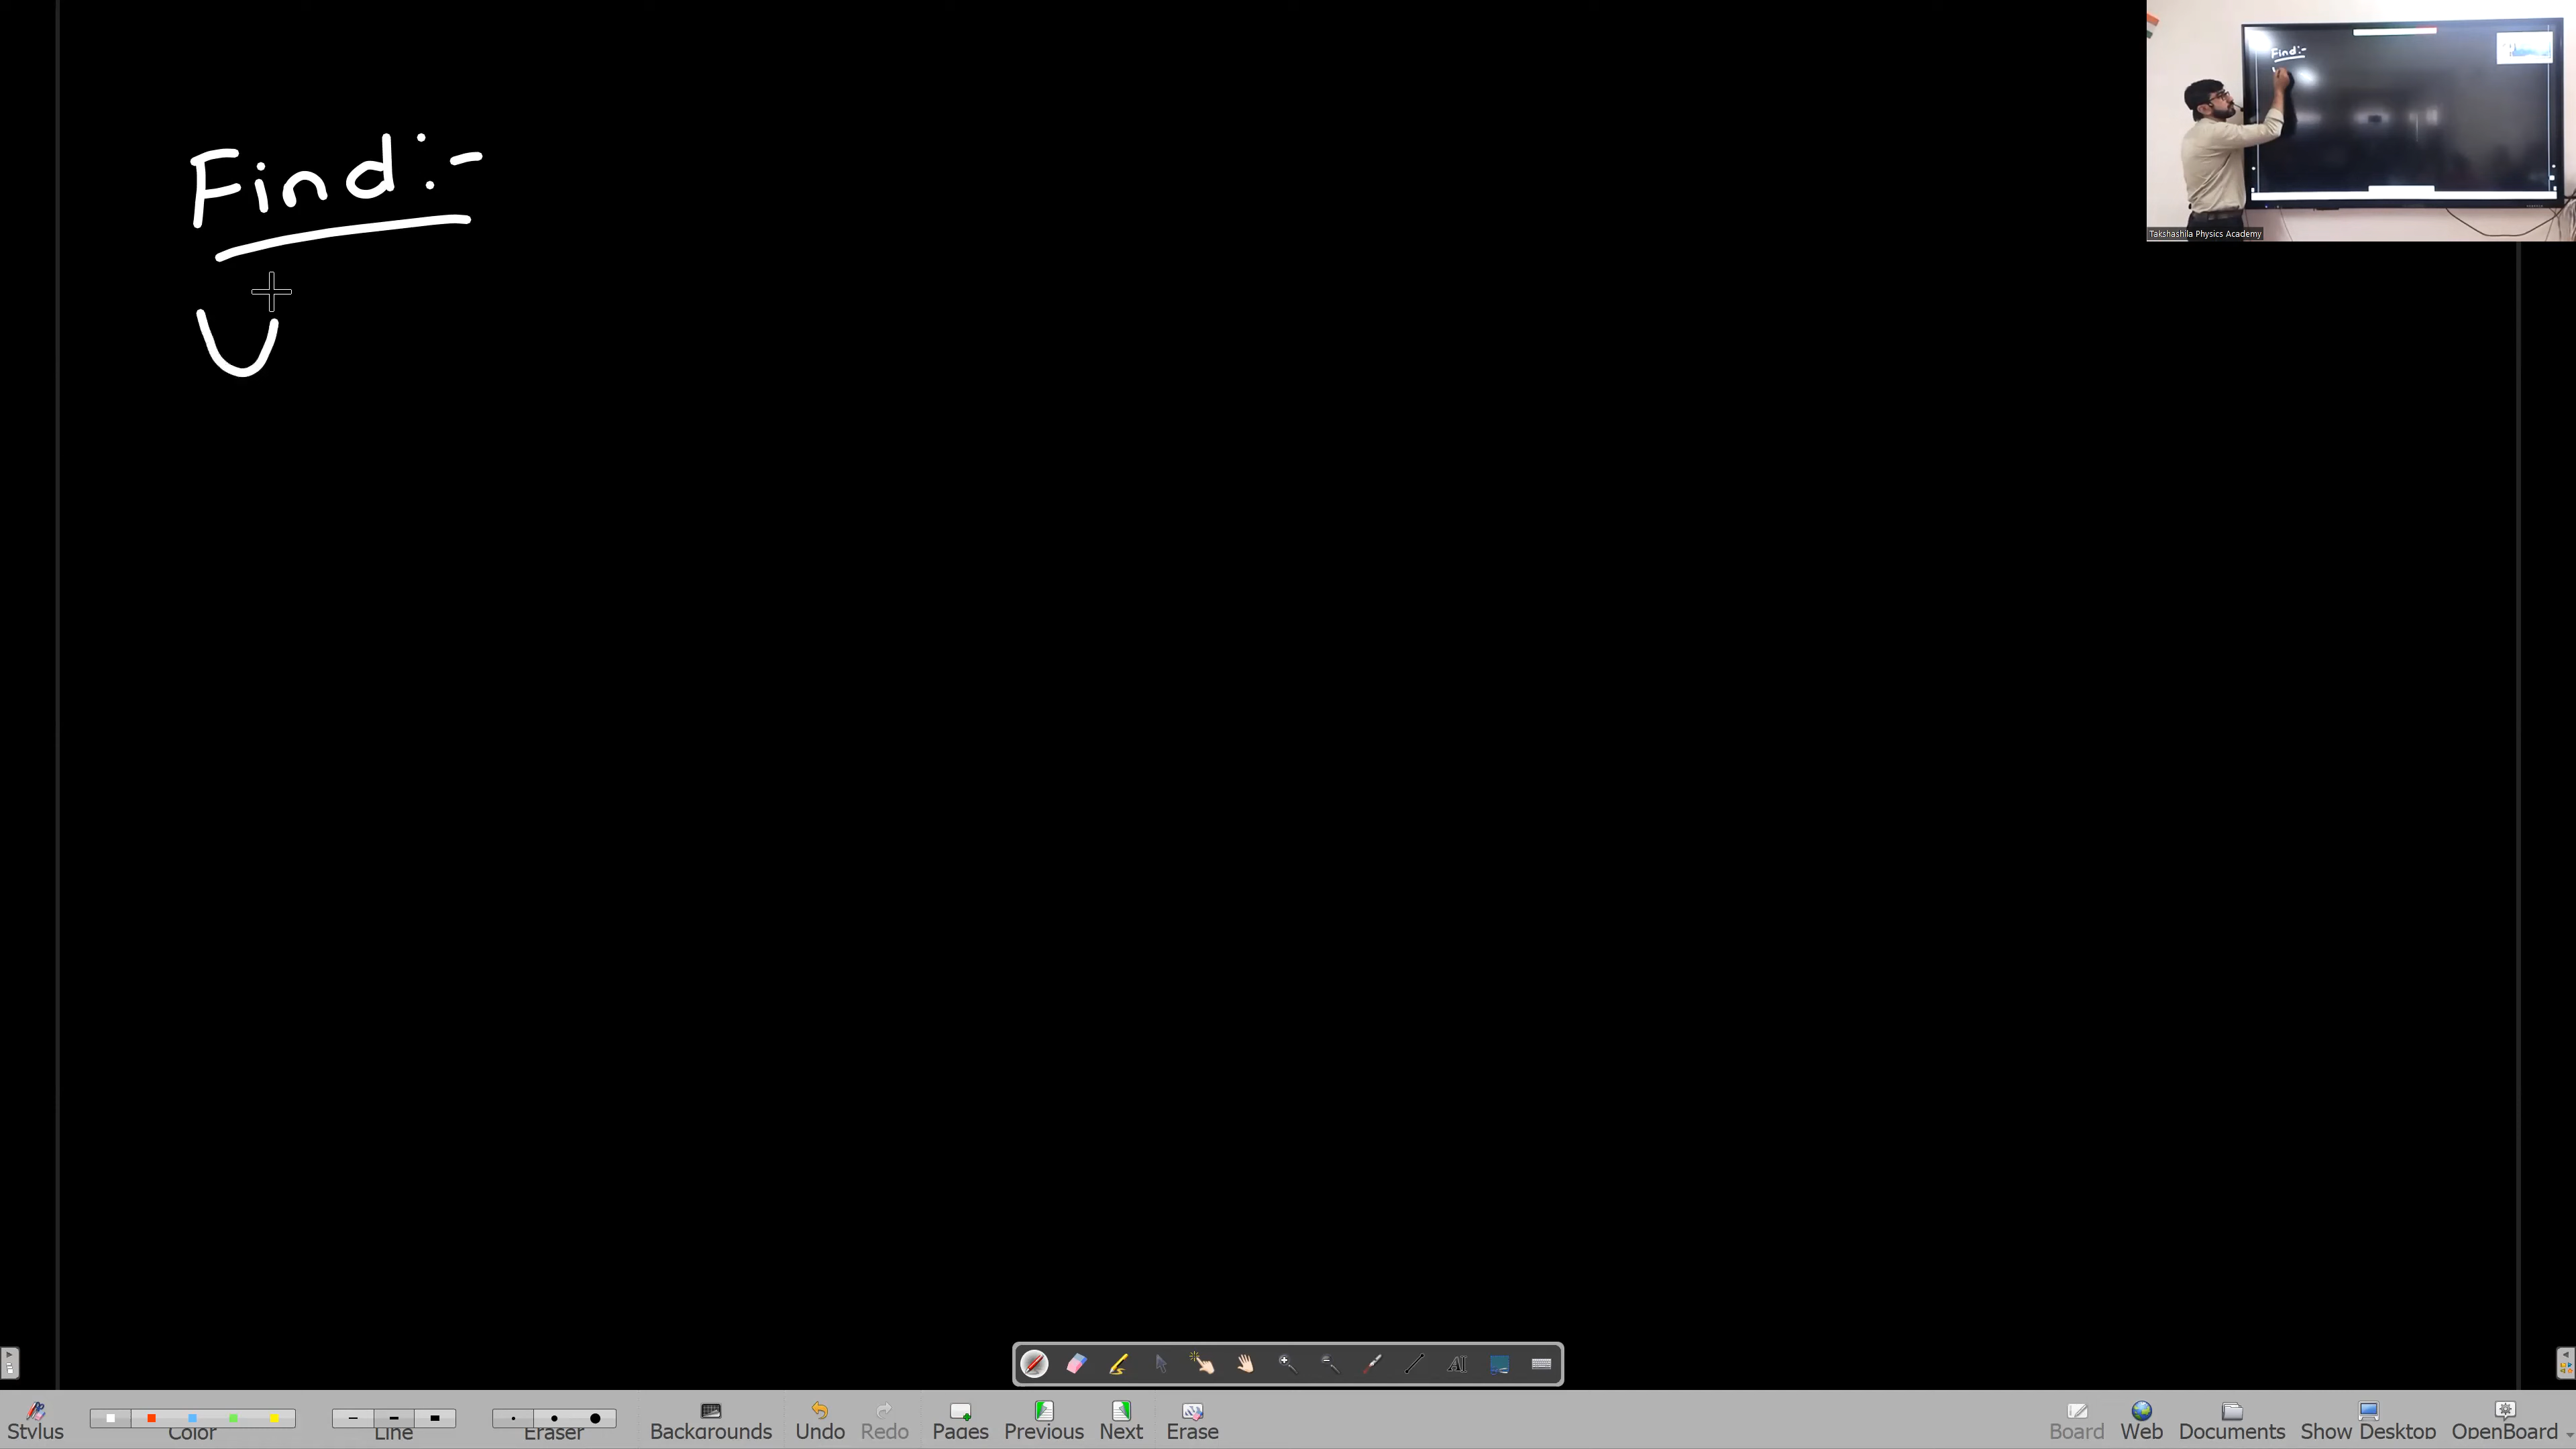 Find:-
U
Find:-
Takshashila Physics Academy
Stylus
Color
Line
Eraser
Backgrounds
Undo
Redo
Pages
Previous
Next
Erase
Board
Web
Documents
Show Desktop
OpenBoard